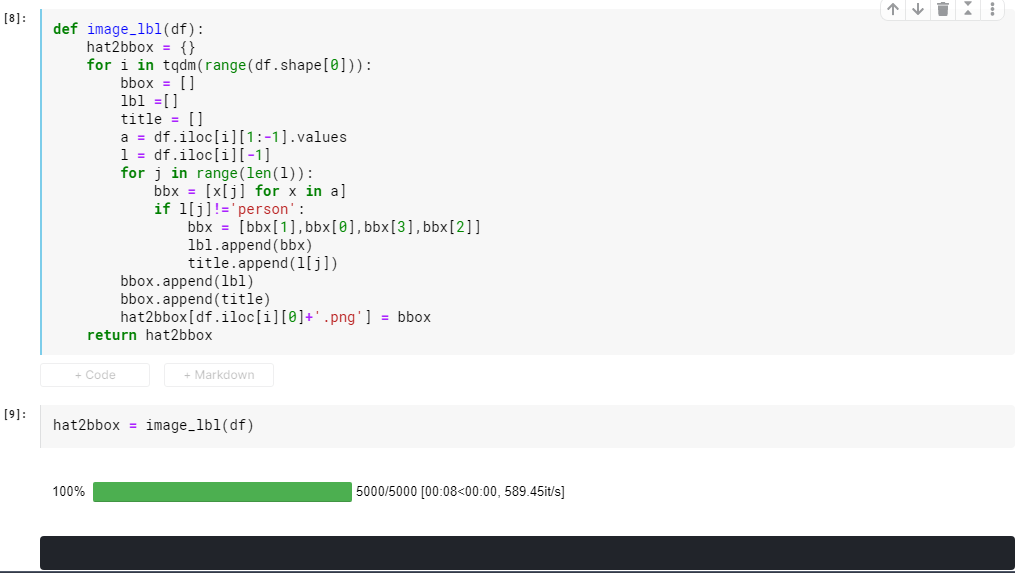 [8]:
def image_lbl(df):
    hat2bbox = {}
    for i in tqdm(range(df.shape[0])):
        bbox = []
        lbl =[]
        title = []
        a = df.iloc[i][1:-1].values
        l = df.iloc[i][-1]
        for j in range(len(l)):
            bbx = [x[j] for x in a]
            if l[j]!='person':
                bbx = [bbx[1],bbx[0],bbx[3],bbx[2]]
                lbl.append(bbx)
                title.append(l[j])
        bbox.append(lbl)
        bbox.append(title)
        hat2bbox[df.iloc[i][0]+'.png'] = bbox
    return hat2bbox
+ Code + Markdown
[9]:
hat2bbox = image_lbl(df)
100% 5000/5000 [00:08<00:00, 589.45it/s]